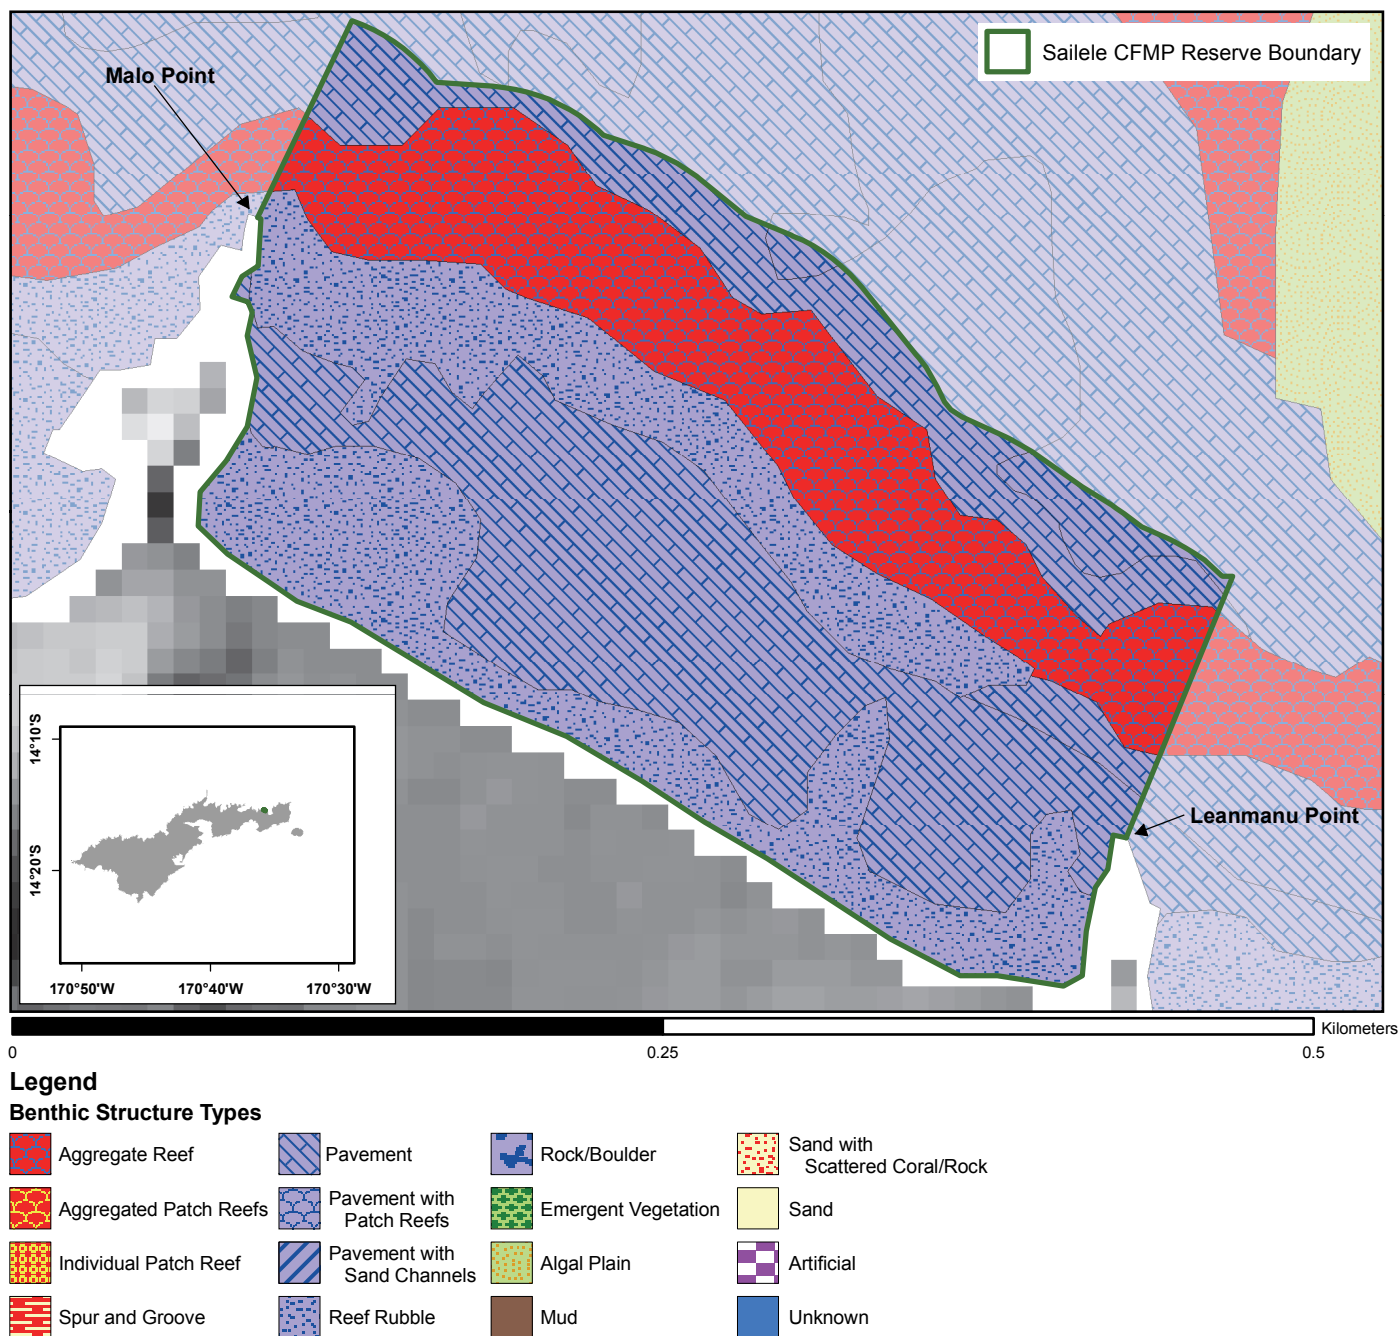 Sailele CFMP Reserve Boundary
Malo Point
Leanmanu Point
14°10'S
14°20'S
170°50'W 170°40'W 170°30'W
Kilometers
0 0.25 0.5
Legend
Benthic Structure Types
Aggregate Reef
Aggregated Patch Reefs
Individual Patch Reef
Spur and Groove
Pavement
Pavement with
Patch Reefs
Pavement with
Sand Channels
Reef Rubble
Rock/Boulder
Emergent Vegetation
Algal Plain
Mud
Sand with
Scattered Coral/Rock
Sand
Artificial
Unknown